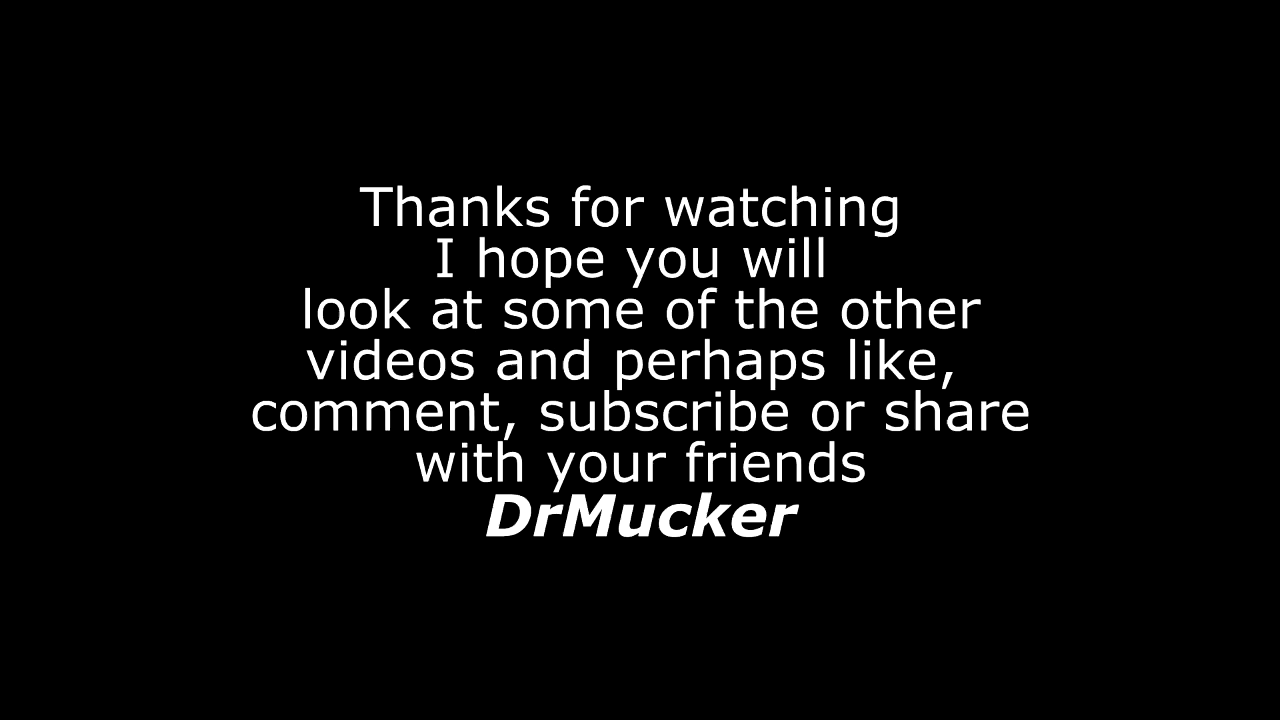 Thanks for watching
I hope you will
look at some of the other
videos and perhaps like,
comment, subscribe or share
with your friends
DrMucker